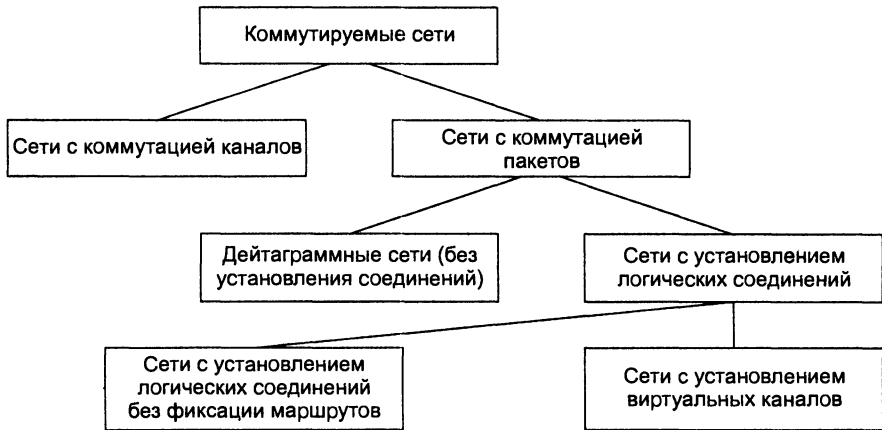 Коммутируемые сети
Сети с коммутацией каналов
Сети с коммутацией
пакетов
Дейтаграммные сети (без
установления соединений)
Сети с установлением
логических соединений
Сети с установлением
логических соединений
без фиксации маршрутов
Сети с установлением
виртуальных каналов